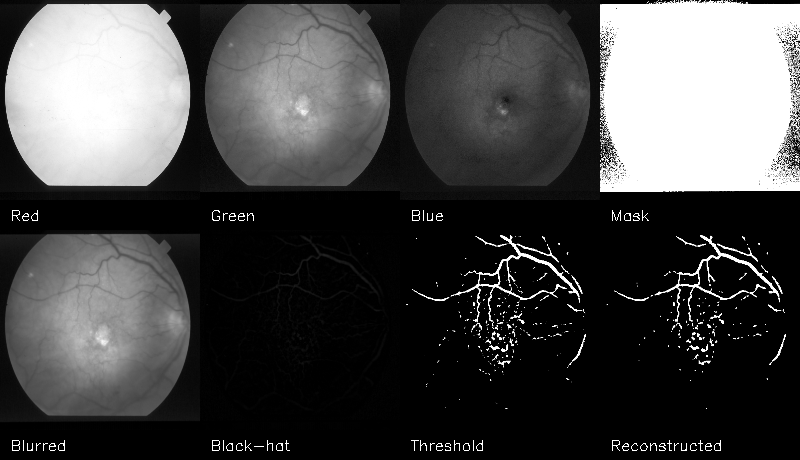 Red
Green
Blue
Mask
Blurred
Black-hat
Threshold
Reconstructed